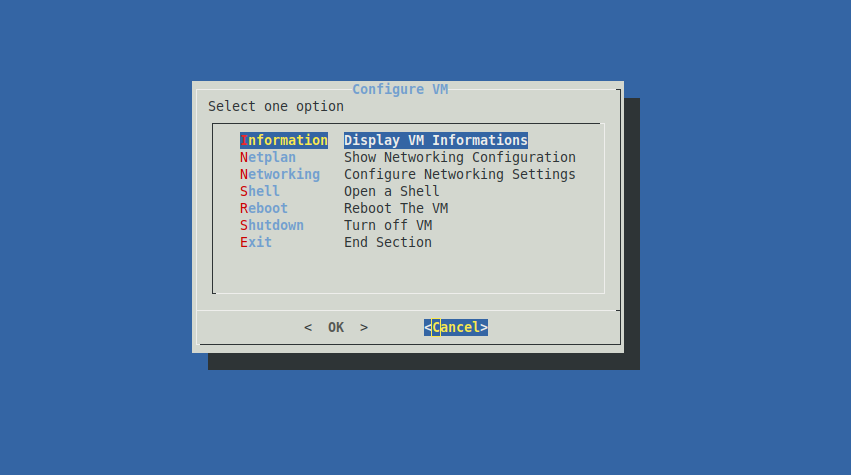 Configure VM
Select one option
Information Display VM Informations
Netplan Show Networking Configuration
Networking Configure Networking Settings
Shell Open a Shell
Reboot Reboot The VM
Shutdown Turn off VM
Exit End Section
< OK > <Cancel>